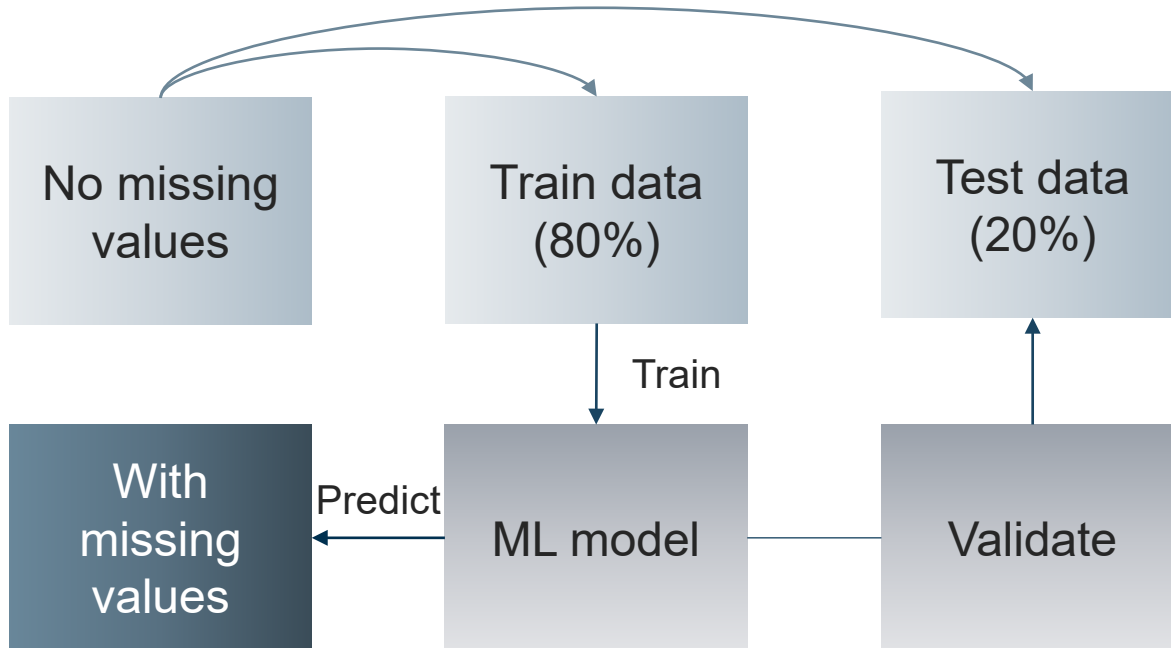 No missing
values
Train data
(80%)
Test data
(20%)
Train
With
missing
values
Predict
ML model
Validate